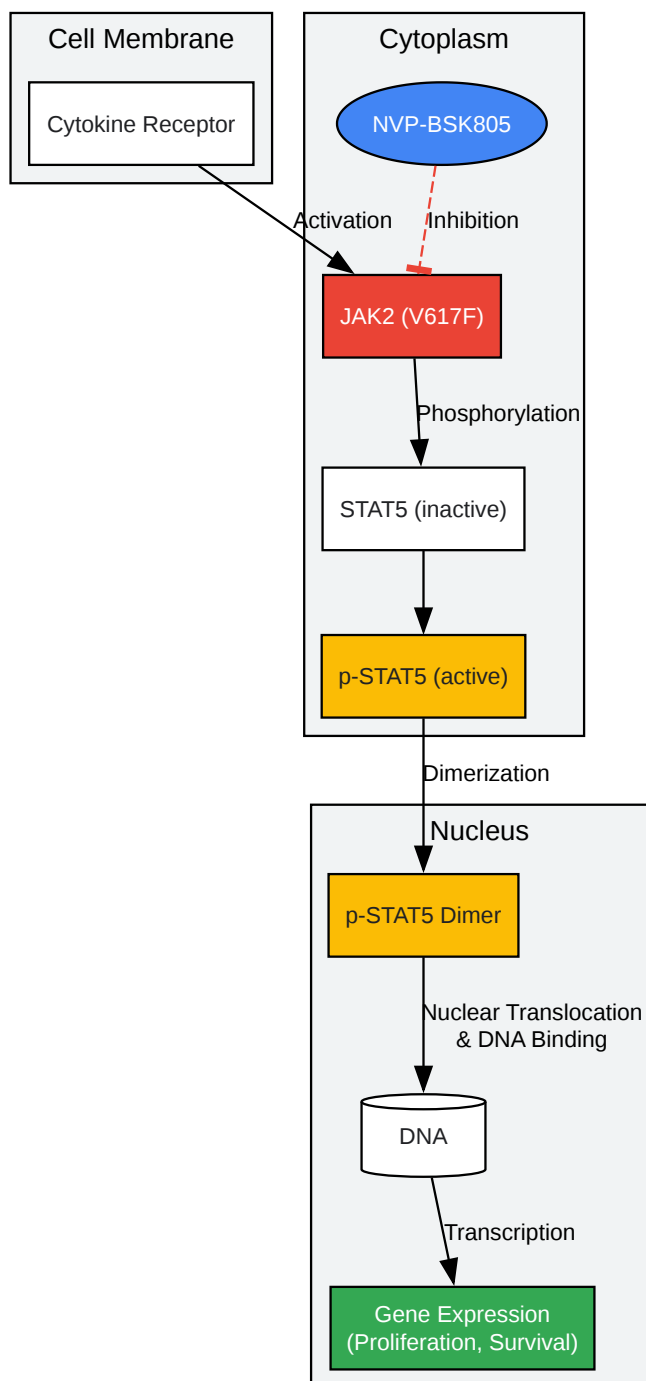 Cell Membrane
Cytoplasm
Cytokine Receptor
NVP-BSK805
Activation
Inhibition
JAK2 (V617F)
Phosphorylation
STAT5 (inactive)
p-STAT5 (active)
Dimerization
Nucleus
p-STAT5 Dimer
Nuclear Translocation
& DNA Binding
DNA
Transcription
Gene Expression
(Proliferation, Survival)